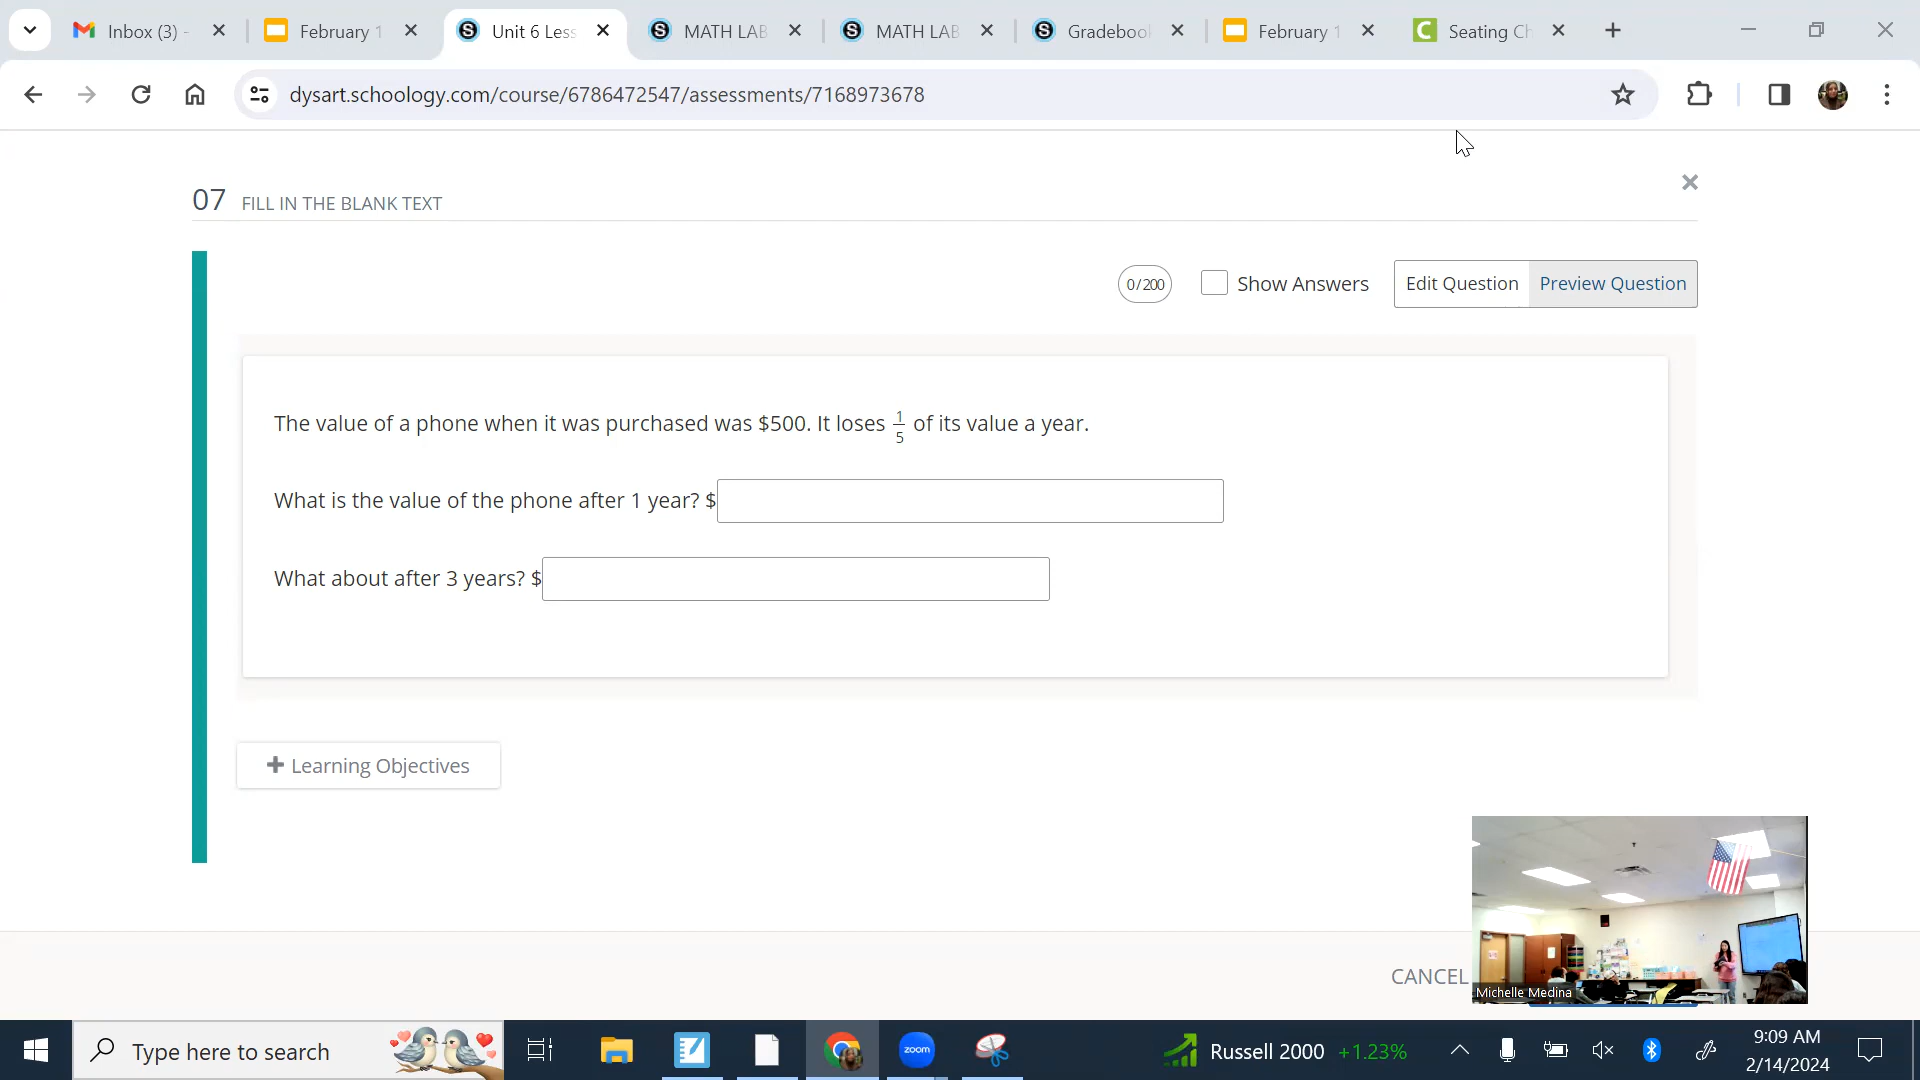 Inbox (3) -
February 1
Unit 6 Less
MATH LAB
MATH LAB
Gradebook
February 1
Seating Ch
dysart.schoology.com/course/6786472547/assessments/7168973678
07 FILL IN THE BLANK TEXT
0/200
Show Answers
Edit Question
Preview Question
The value of a phone when it was purchased was $500. It loses 1/5 of its value a year.
What is the value of the phone after 1 year? $
What about after 3 years? $
Learning Objectives
CANCEL
Michelle Medina
Type here to search
zoom
Russell 2000 +1.23%
9:09 AM
2/14/2024